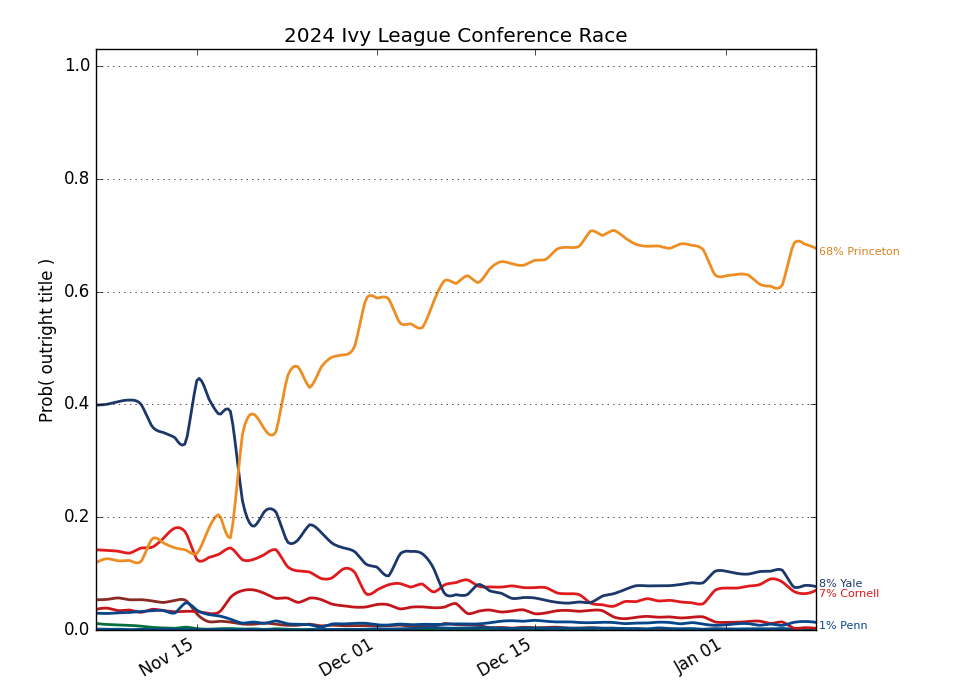 2024 Ivy League Conference Race
Prob( outright title )
1.0
0.8
0.6
0.4
0.2
0.0
68% Princeton
8% Yale
7% Cornell
1% Penn
Nov 15
Dec 01
Dec 15
Jan 01